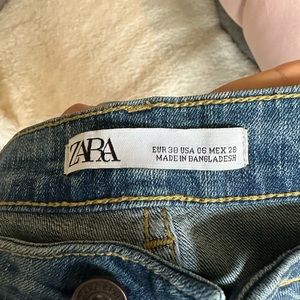 ZARA
EUR 38 USA 06 MEX 28
MADE IN BANGLADESH